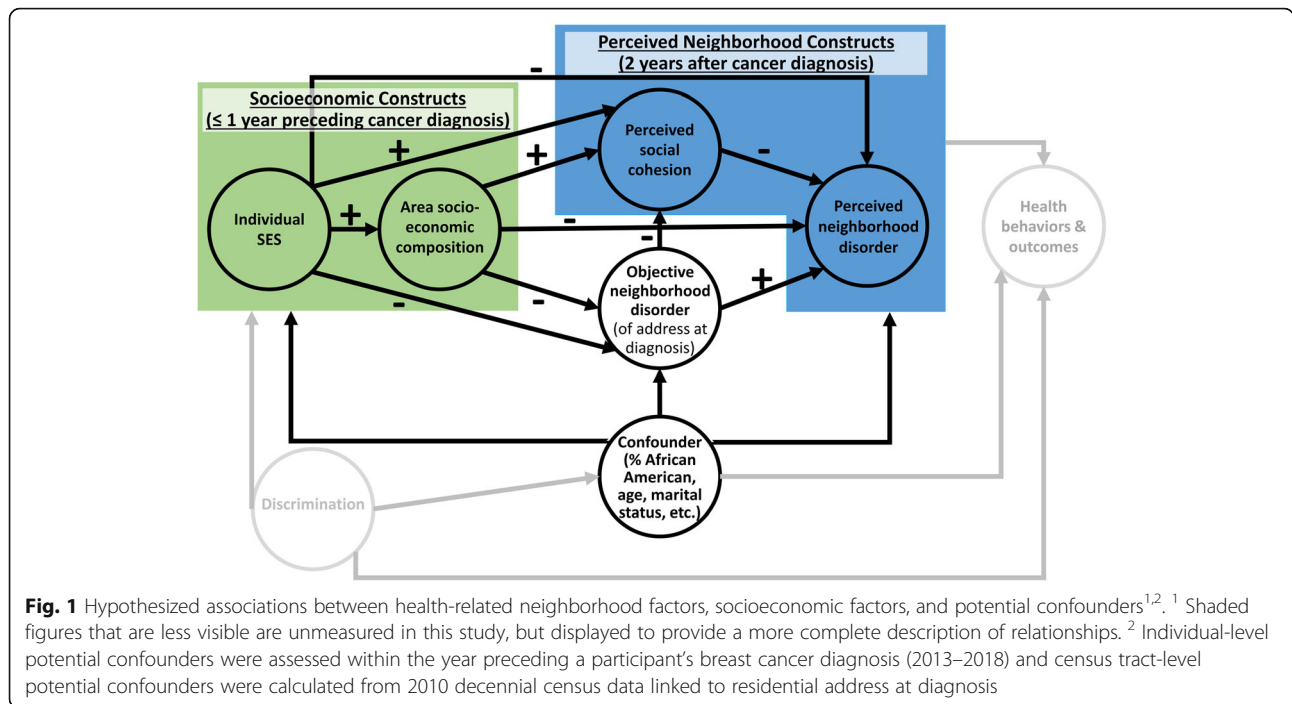 Perceived Neighborhood Constructs
(2 years after cancer diagnosis)
-
Socioeconomic Constructs
(≤ 1 year preceding cancer diagnosis)
+
+
Perceived
social
cohesion
-
Individual
SES
+
Area socio-
economic
composition
-
-
Perceived
neighborhood
disorder
Health
behaviors &
outcomes
-
-
Objective
neighborhood
disorder
(of address at
diagnosis)
+
Confounder
(% African
American,
age, marital
status, etc.)
Discrimination
Fig. 1 Hypothesized associations between health-related neighborhood factors, socioeconomic factors, and potential confounders1,2. 1 Shaded
figures that are less visible are unmeasured in this study, but displayed to provide a more complete description of relationships. 2 Individual-level
potential confounders were assessed within the year preceding a participant's breast cancer diagnosis (2013–2018) and census tract-level
potential confounders were calculated from 2010 decennial census data linked to residential address at diagnosis